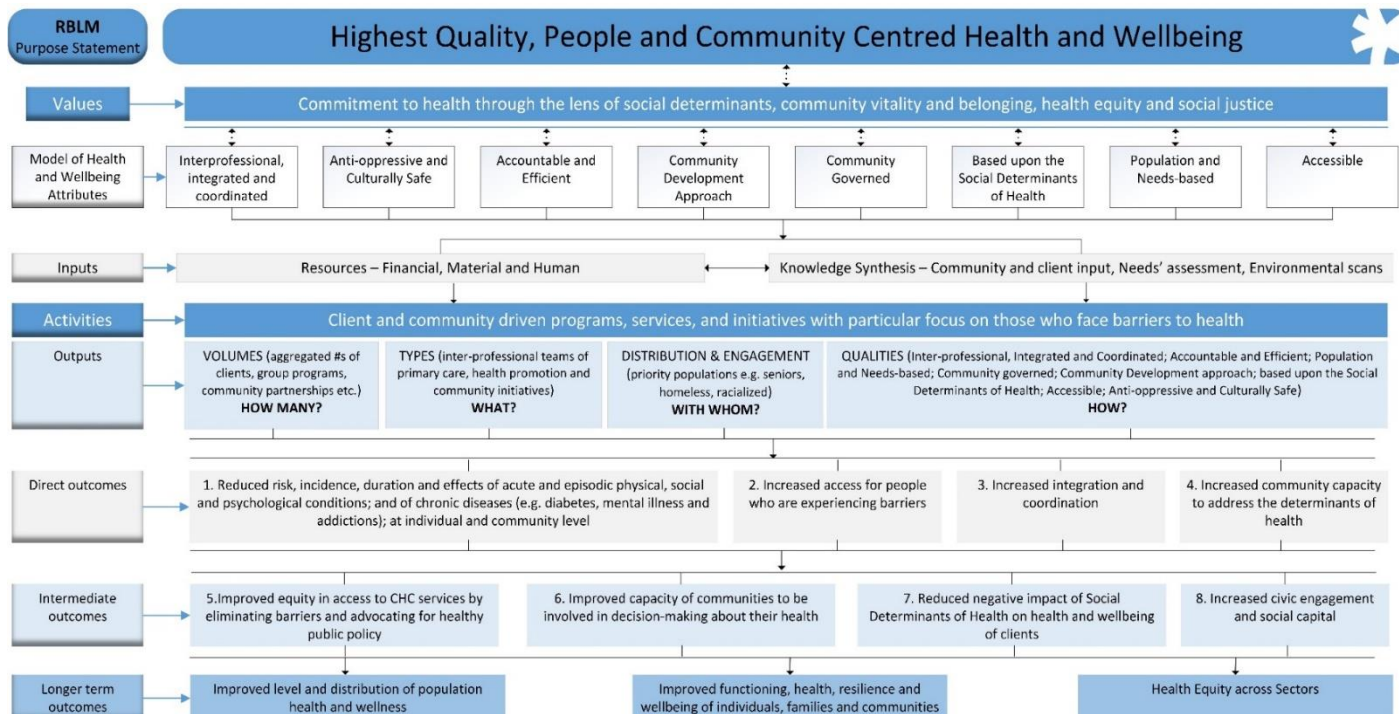 RBLM
Purpose Statement
Highest Quality, People and Community Centred Health and Wellbeing
Values
Commitment to health through the lens of social determinants, community vitality and belonging, health equity and social justice
Model of Health
and Wellbeing
Attributes
Interprofessional,
integrated and
coordinated
Anti-oppressive and
Culturally Safe
Accountable and
Efficient
Community
Development
Approach
Community
Governed
Based upon the
Social Determinants
of Health
Population and
Needs-based
Accessible
Inputs
Resources – Financial, Material and Human
Knowledge Synthesis – Community and client input, Needs' assessment, Environmental scans
Activities
Client and community driven programs, services, and initiatives with particular focus on those who face barriers to health
Outputs
VOLUMES (aggregated #s of
clients, group programs,
community partnerships etc.)
HOW MANY?
TYPES (inter-professional teams of
primary care, health promotion and
community initiatives)
WHAT?
DISTRIBUTION & ENGAGEMENT
(priority populations e.g. seniors,
homeless, racialized)
WITH WHOM?
QUALITIES (Inter-professional, Integrated and Coordinated; Accountable and Efficient; Population
and Needs-based; Community governed; Community Development approach; based upon the Social
Determinants of Health; Accessible; Anti-oppressive and Culturally Safe)
HOW?
Direct outcomes
1. Reduced risk, incidence, duration and effects of acute and episodic physical, social
and psychological conditions; and of chronic diseases (e.g. diabetes, mental illness and
addictions); at individual and community level
2. Increased access for people
who are experiencing barriers
3. Increased integration and
coordination
4. Increased community capacity
to address the determinants of
health
Intermediate
outcomes
5.Improved equity in access to CHC services by
eliminating barriers and advocating for healthy
public policy
6. Improved capacity of communities to
be involved in decision-making about their health
7. Reduced negative impact of Social
Determinants of Health on health and wellbeing
of clients
8. Increased civic engagement
and social capital
Longer term
outcomes
Improved level and distribution of population
health and wellness
Improved functioning, health, resilience and
wellbeing of individuals, families and communities
Health Equity across Sectors